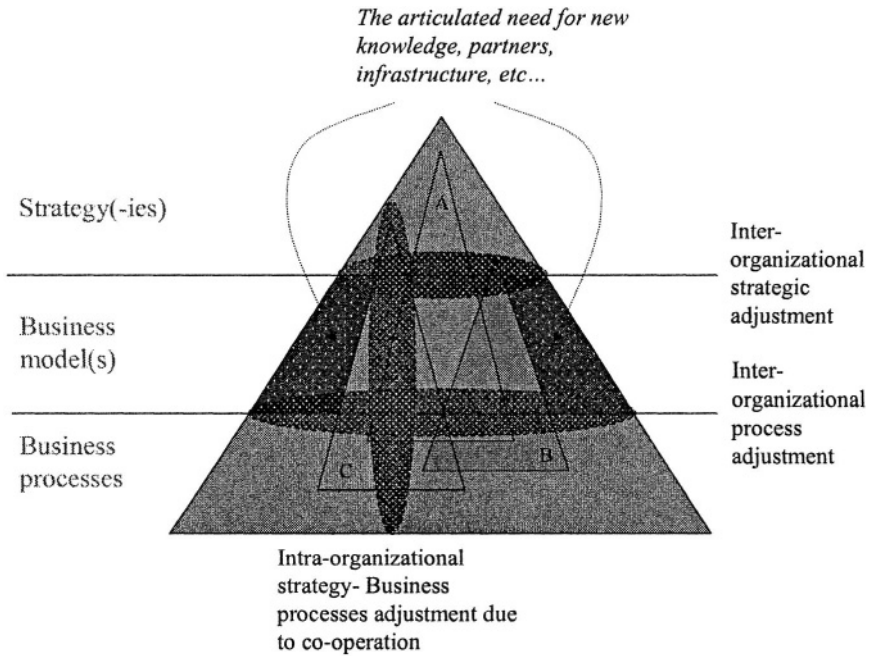 The articulated need for new
knowledge, partners,
infrastructure, etc...
A
Strategy(-ies)
Inter-
organizational
strategic
adjustment
Business
model(s)
Inter-
organizational
process
adjustment
Business
processes
C
B
Intra-organizational
strategy- Business
processes adjustment due
to co-operation